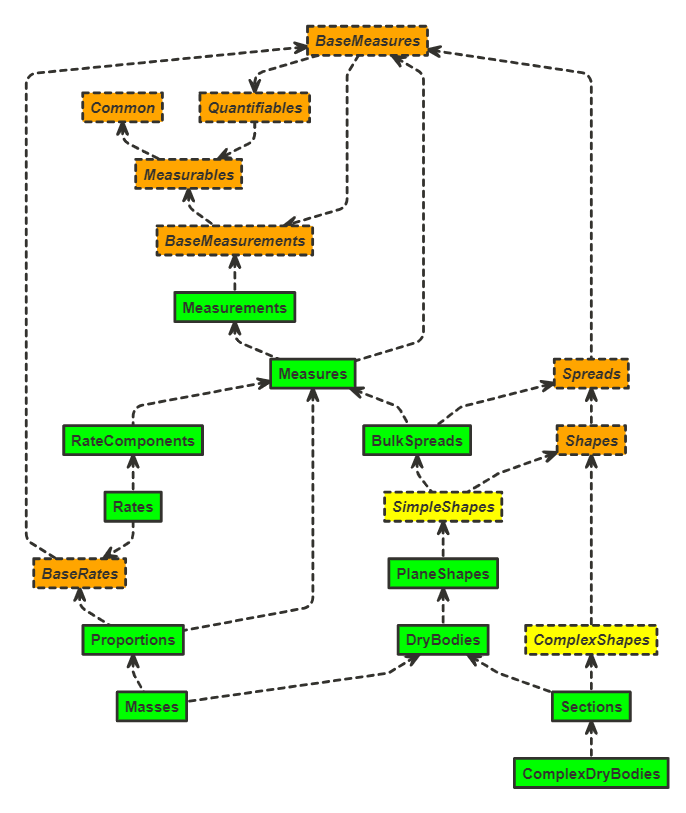 BaseMeasures
Common
Quantifiables
Measurables
BaseMeasurements
Measurements
Measures
Spreads
RateComponents
BulkSpreads
Shapes
Rates
SimpleShapes
BaseRates
PlaneShapes
Proportions
DryBodies
ComplexShapes
Masses
Sections
ComplexDryBodies